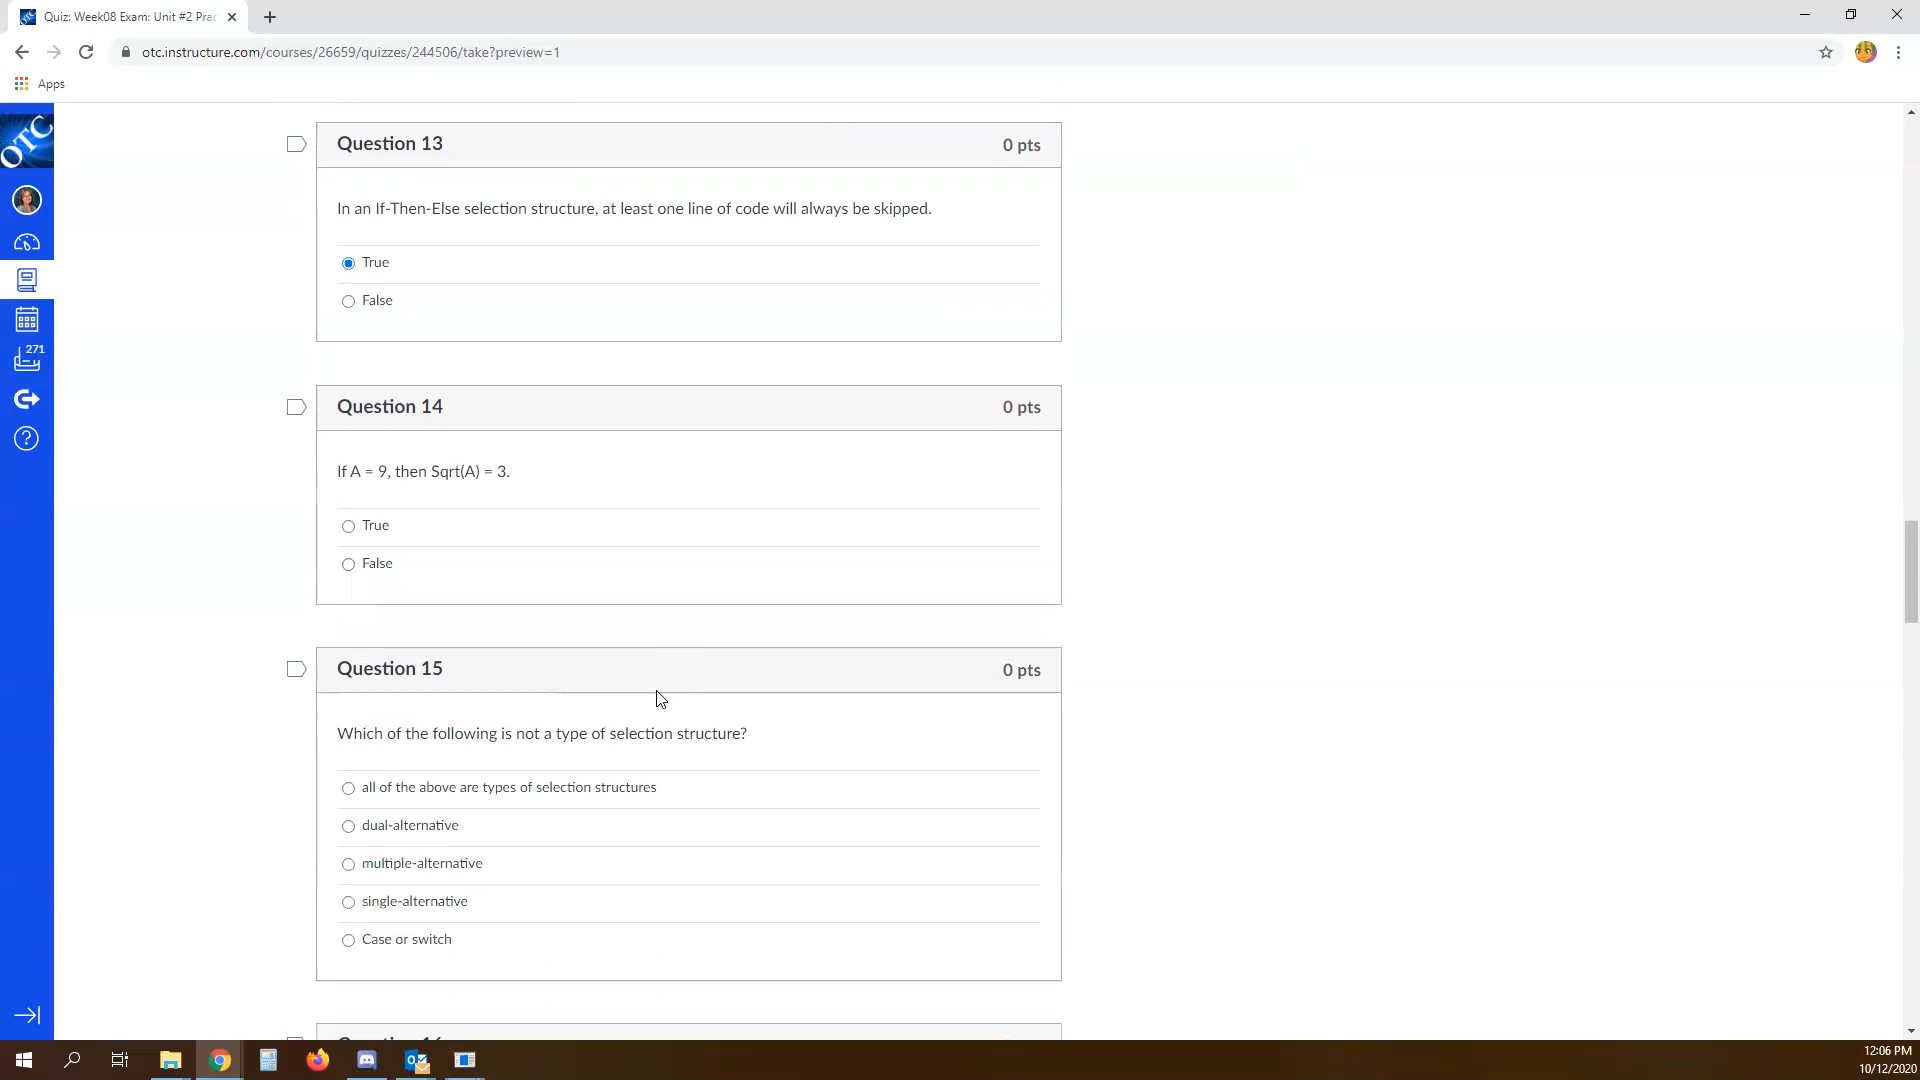 Quiz: Week08 Exam: Unit #2 Prac
otc.instructure.com/courses/26659/quizzes/244506/take?preview=1
Apps
OTC
271
Question 13
0 pts
In an If-Then-Else selection structure, at least one line of code will always be skipped.
True
False
Question 14
0 pts
If A = 9, then Sqrt(A) = 3.
True
False
Question 15
0 pts
Which of the following is not a type of selection structure?
all of the above are types of selection structures
dual-alternative
multiple-alternative
single-alternative
Case or switch
12:06 PM
10/12/2020